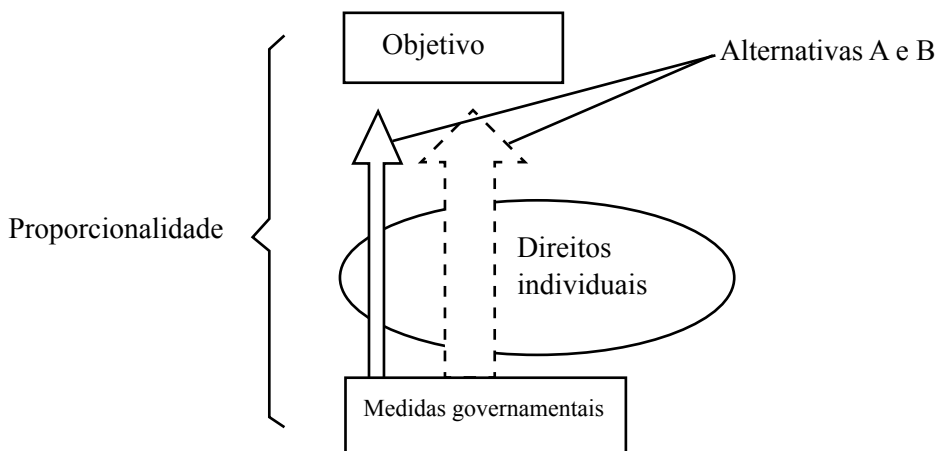 Objetivo
Alternativas A e B
Proporcionalidade
Direitos
individuais
Medidas governamentais